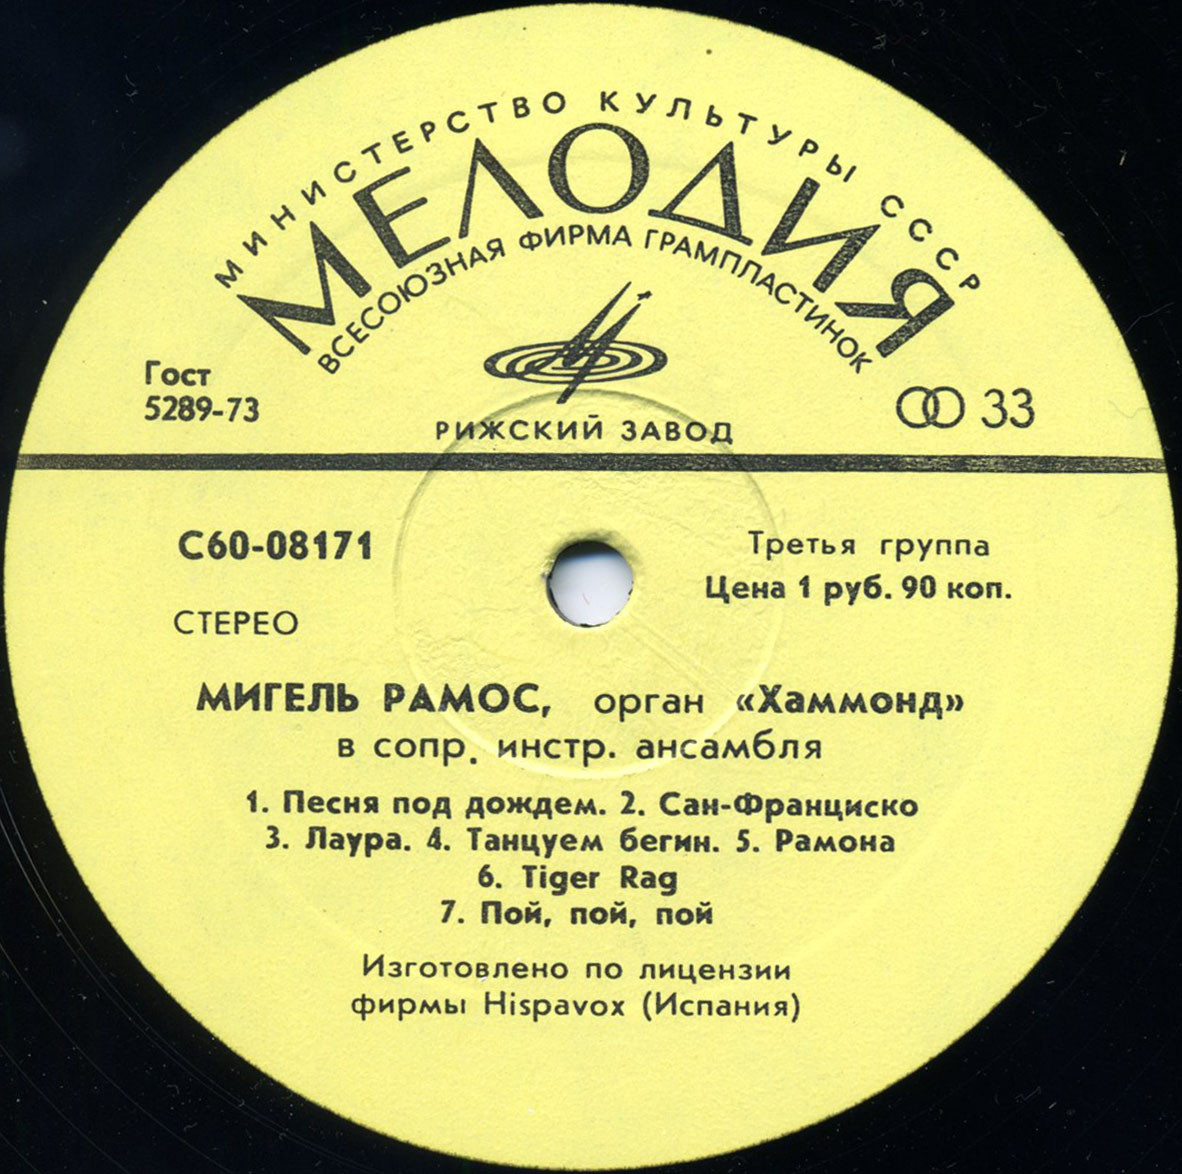 МИНИСТЕРСТВО КУЛЬТУРЫ СССР
МЕЛОДИЯ
ВСЕСОЮЗНАЯ ФИРМА ГРАМПЛАСТИНОК
Гост
5289-73
33
РИЖСКИЙ ЗАВОД
С60-08171
Третья группа
Цена 1 руб. 90 коп.
СТЕРЕО
МИГЕЛЬ РАМОС, орган «Хаммонд»
в сопр. инстр. ансамбля
1. Песня под дождем. 2. Сан-Франциско
3. Лаура. 4. Танцуем бегин. 5. Рамона
6. Tiger Rag
7. Пой, пой, пой
Изготовлено по лицензии
фирмы Hispavox (Испания)